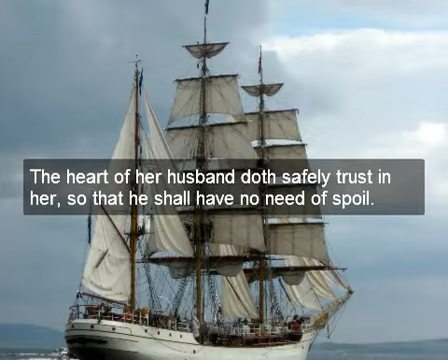 The heart of her husband doth safely trust in
her, so that he shall have no need of spoil.